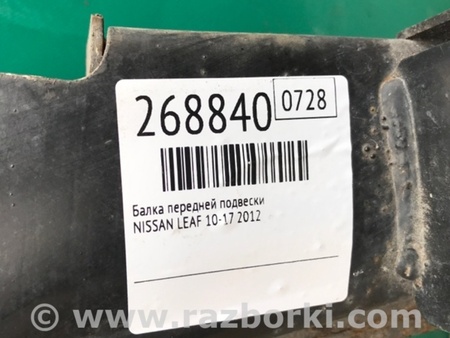 268840 0728
Балка передней подвески
NISSAN LEAF 10-17 2012
© www.razborki.com